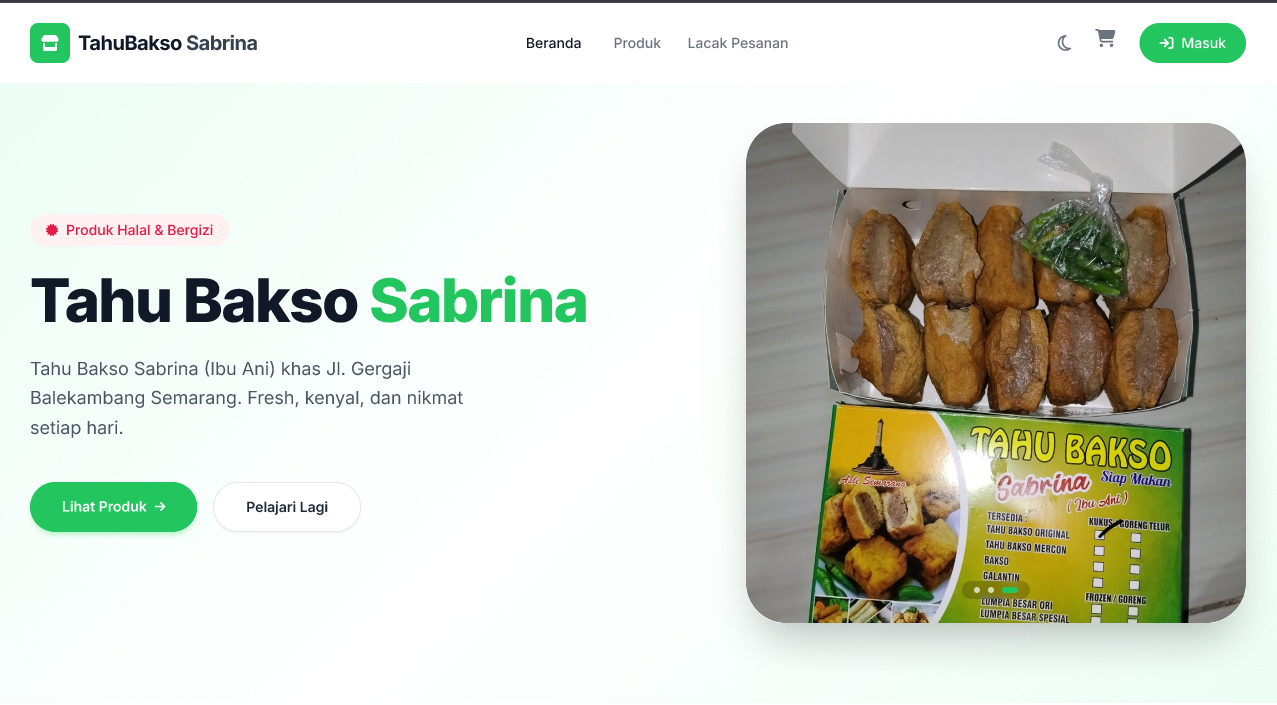 TahuBakso Sabrina
Beranda
Produk
Lacak Pesanan
Masuk
Produk Halal & Bergizi
Tahu Bakso Sabrina
Tahu Bakso Sabrina (Ibu Ani) khas Jl. Gergaji
Balekambang Semarang. Fresh, kenyal, dan nikmat
setiap hari.
Lihat Produk
Pelajari Lagi
Asli Semarang
TAHU BAKSO
Sabrina Siap Makan
( Ibu Ani )
TERSEDIA :
KUKUS GORENG TELUR
TAHU BAKSO ORIGINAL
TAHU BAKSO MERCON
BAKSO
GALANTIN
FROZEN / GORENG
LUMPIA BESAR ORI
LUMPIA BESAR SPESIAL